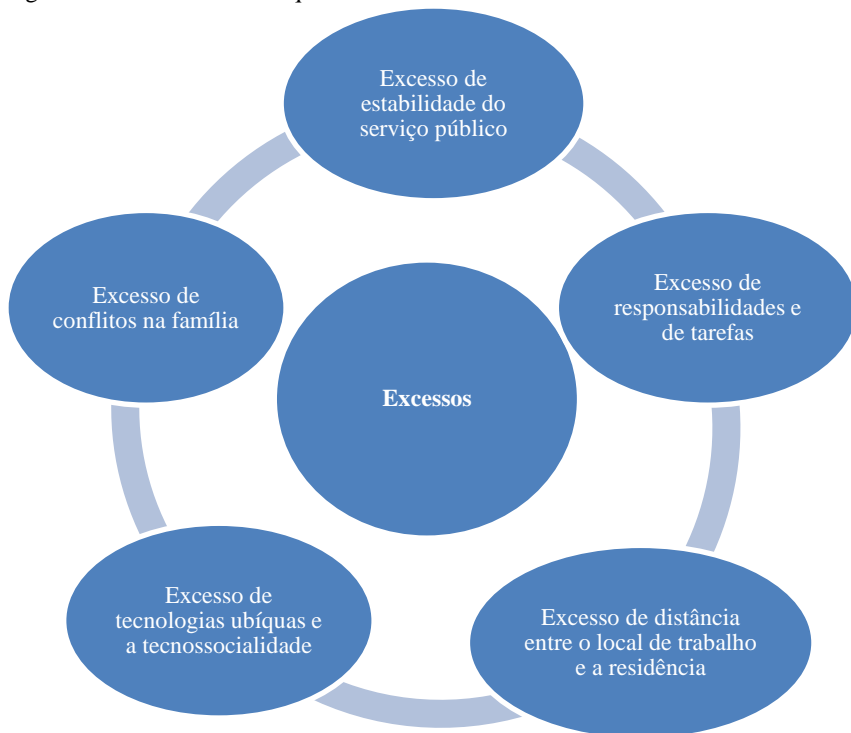 Excesso de
estabilidade do
serviço público
Excesso de
conflitos na família
Excesso de
responsabilidades e
de tarefas
Excessos
Excesso de
tecnologias ubíquas e
a tecnossocialidade
Excesso de distância
entre o local de trabalho
e a residência